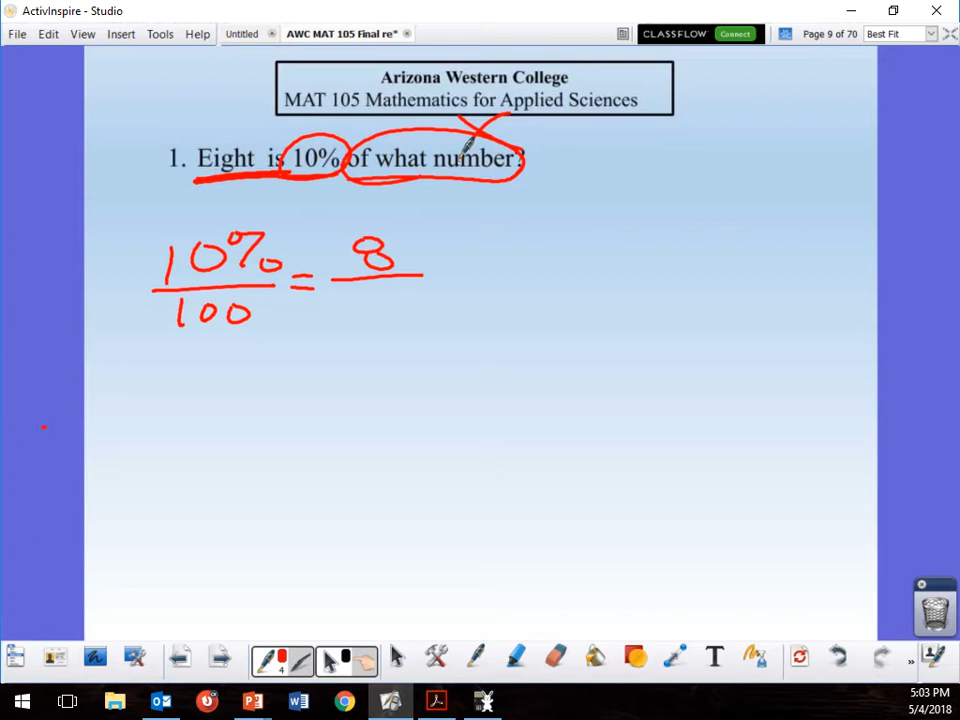 ActivInspire - Studio
File Edit View Insert Tools Help Untitled AWC MAT 105 Final re* CLASSFLOW Connect Page 9 of 70 Best Fit
Arizona Western College
MAT 105 Mathematics for Applied Sciences
x
1. Eight is 10% of what number?
10% = 8
100
4
T
»
5:03 PM
5/4/2018